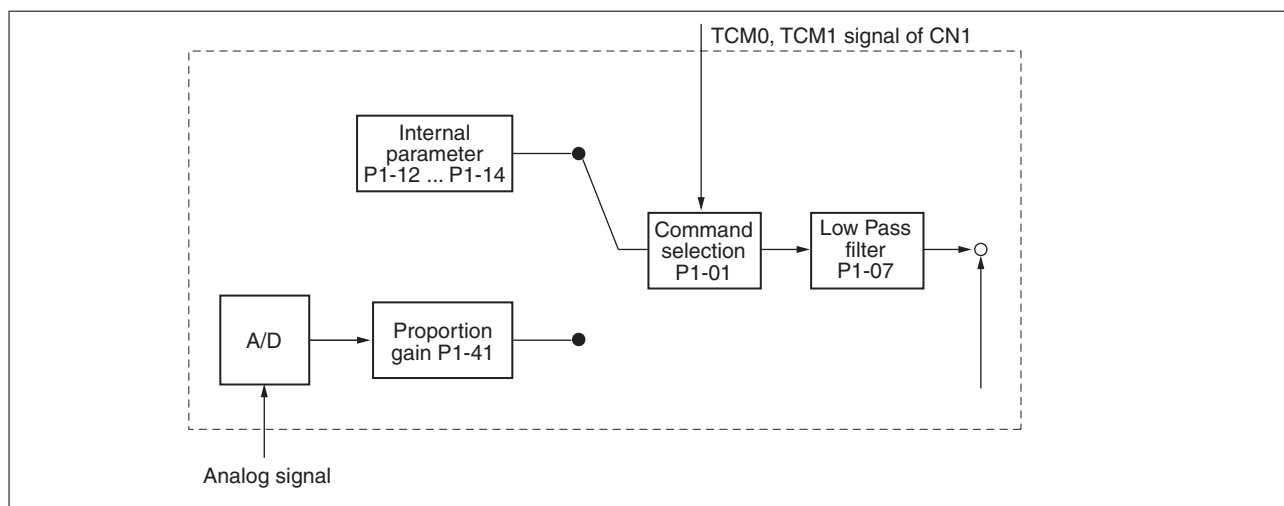 TCM0, TCM1 signal of CN1
Internal
parameter
P1-12 ... P1-14
Command
selection
P1-01
Low Pass
filter
P1-07
A/D
Proportion
gain P1-41
Analog signal